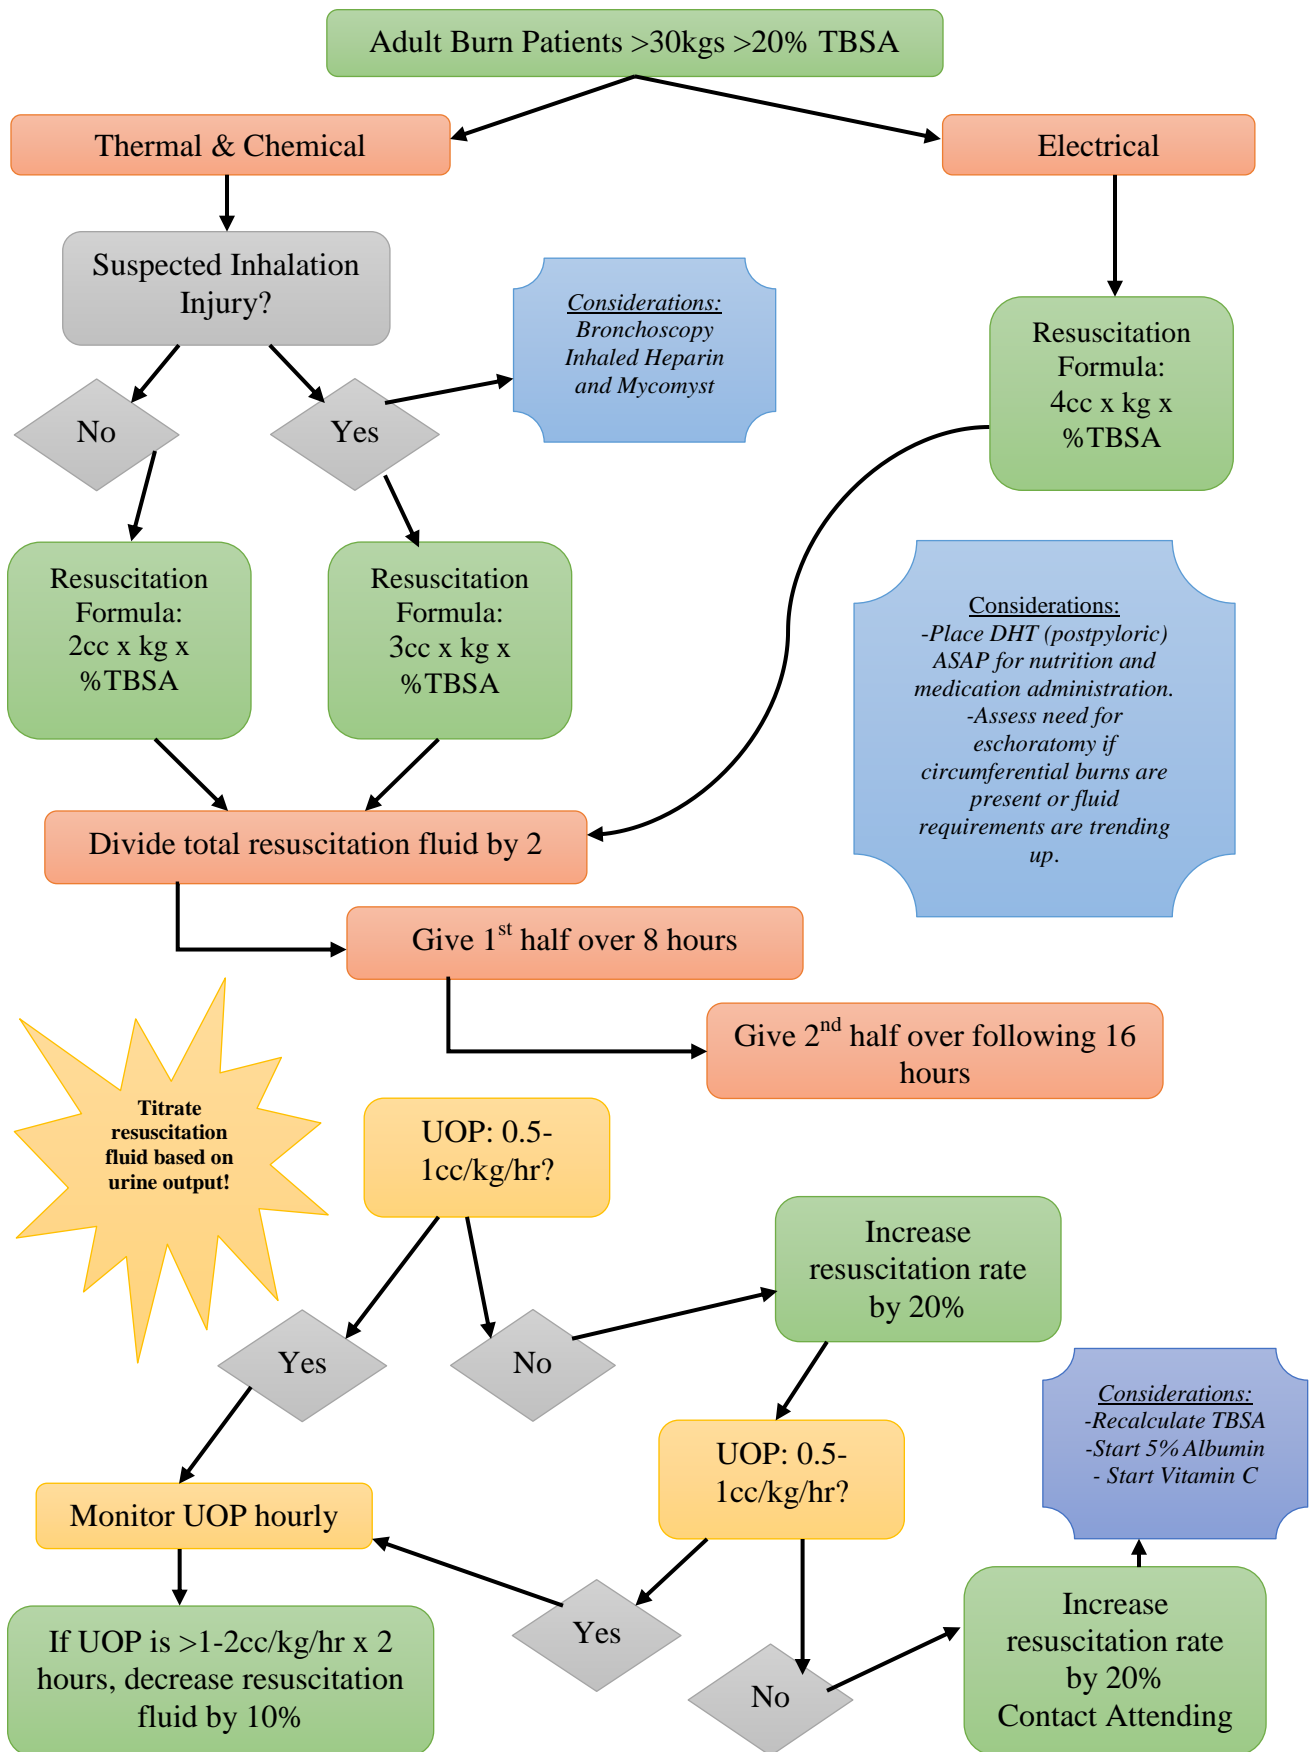 Adult Burn Patients >30kgs >20% TBSA
Thermal & Chemical
Electrical
Suspected Inhalation
Injury?
Considerations:
Bronchoscopy
Inhaled Heparin
and Mycomyst
Resuscitation
Formula:
4cc x kg x
%TBSA
No
Yes
Resuscitation
Formula:
2cc x kg x
%TBSA
Resuscitation
Formula:
3cc x kg x
%TBSA
Considerations:
-Place DHT (postpyloric)
ASAP for nutrition and
medication administration.
-Assess need for
eschoratomy if
circumferential burns are
present or fluid
requirements are trending
up.
Divide total resuscitation fluid by 2
Give 1st half over 8 hours
Give 2nd half over following 16
hours
Titrate
resuscitation
fluid based on
urine output!
UOP: 0.5-
1cc/kg/hr?
Increase
resuscitation rate
by 20%
Yes
No
UOP: 0.5-
1cc/kg/hr?
Considerations:
-Recalculate TBSA
-Start 5% Albumin
- Start Vitamin C
Monitor UOP hourly
Yes
No
If UOP is >1-2cc/kg/hr x 2
hours, decrease resuscitation
fluid by 10%
Increase
resuscitation rate
by 20%
Contact Attending